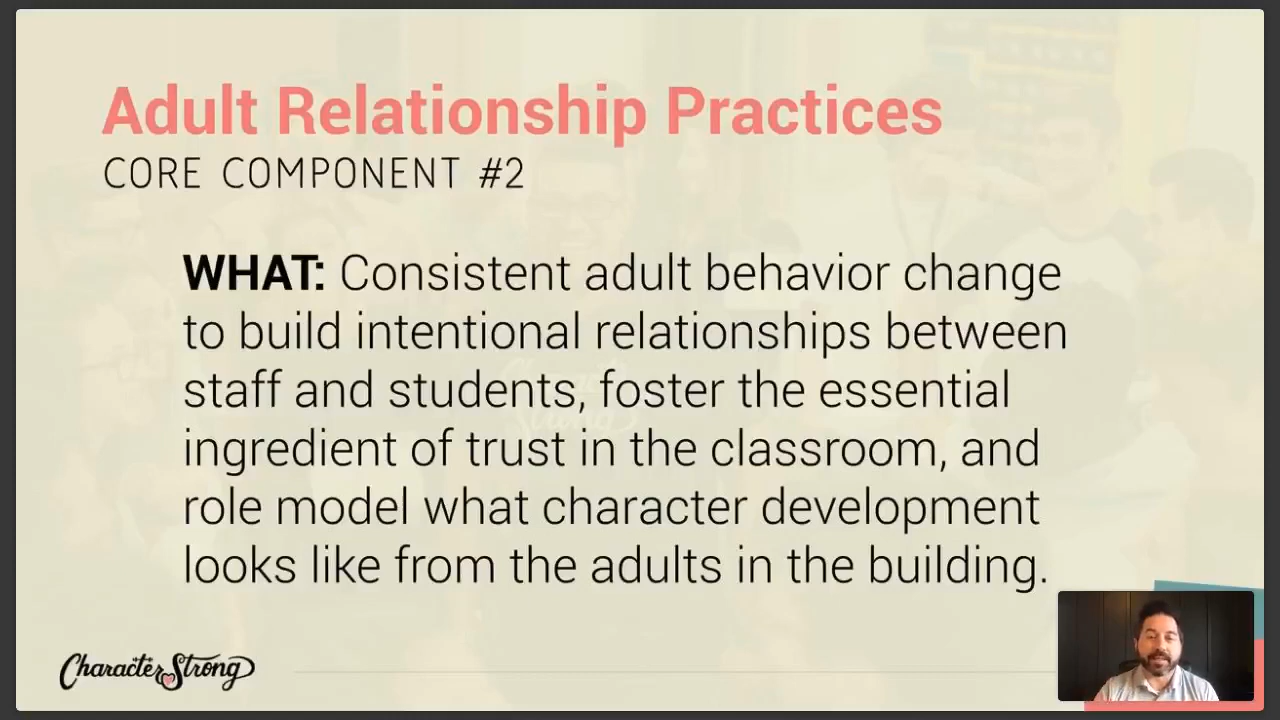 Adult Relationship Practices
CORE COMPONENT #2
WHAT: Consistent adult behavior change
to build intentional relationships between
staff and students, foster the essential
ingredient of trust in the classroom, and
role model what character development
looks like from the adults in the building.
CharacterStrong